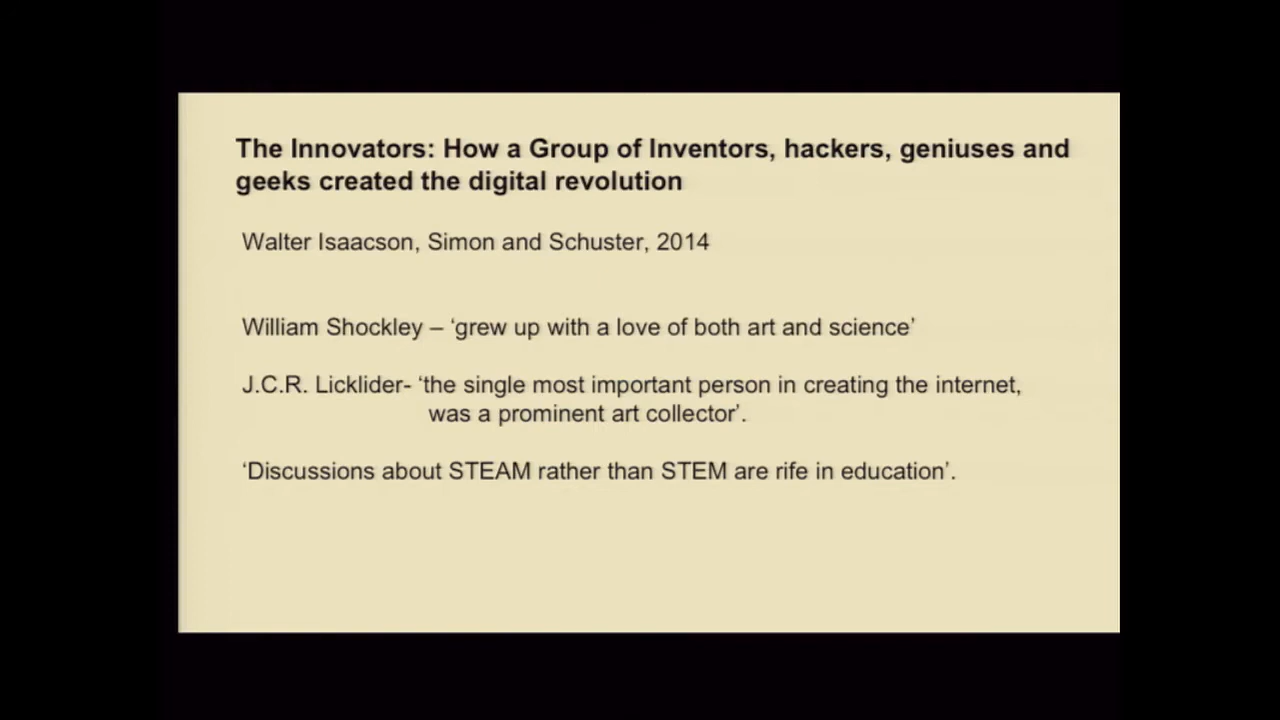 The Innovators: How a Group of Inventors, hackers, geniuses and
geeks created the digital revolution
Walter Isaacson, Simon and Schuster, 2014
William Shockley – ‘grew up with a love of both art and science’
J.C.R. Licklider- ‘the single most important person in creating the internet,
was a prominent art collector’.
‘Discussions about STEAM rather than STEM are rife in education’.